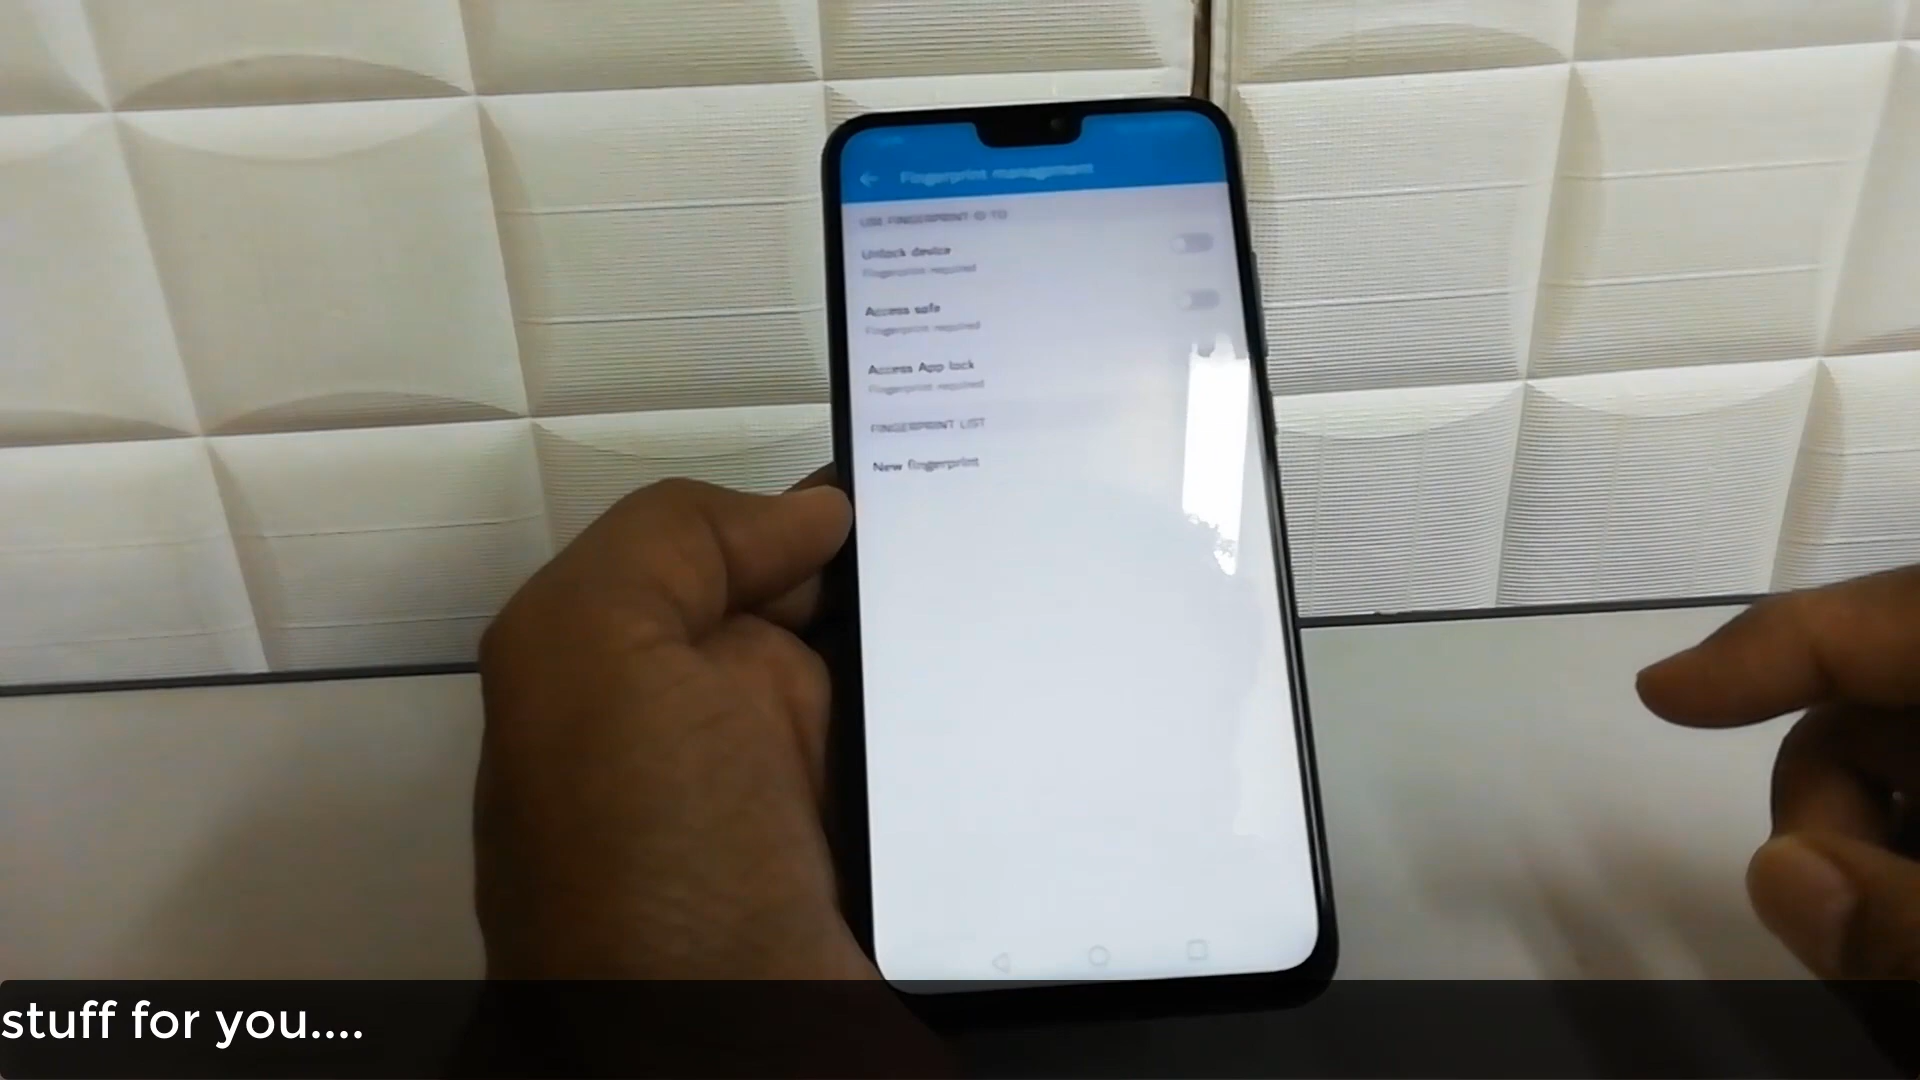 Fingerprint management
USE FINGERPRINT ID TO
Unlock device
Fingerprint required
Access safe
Fingerprint required
Access App lock
Fingerprint required
FINGERPRINT LIST
New fingerprint
stuff for you....